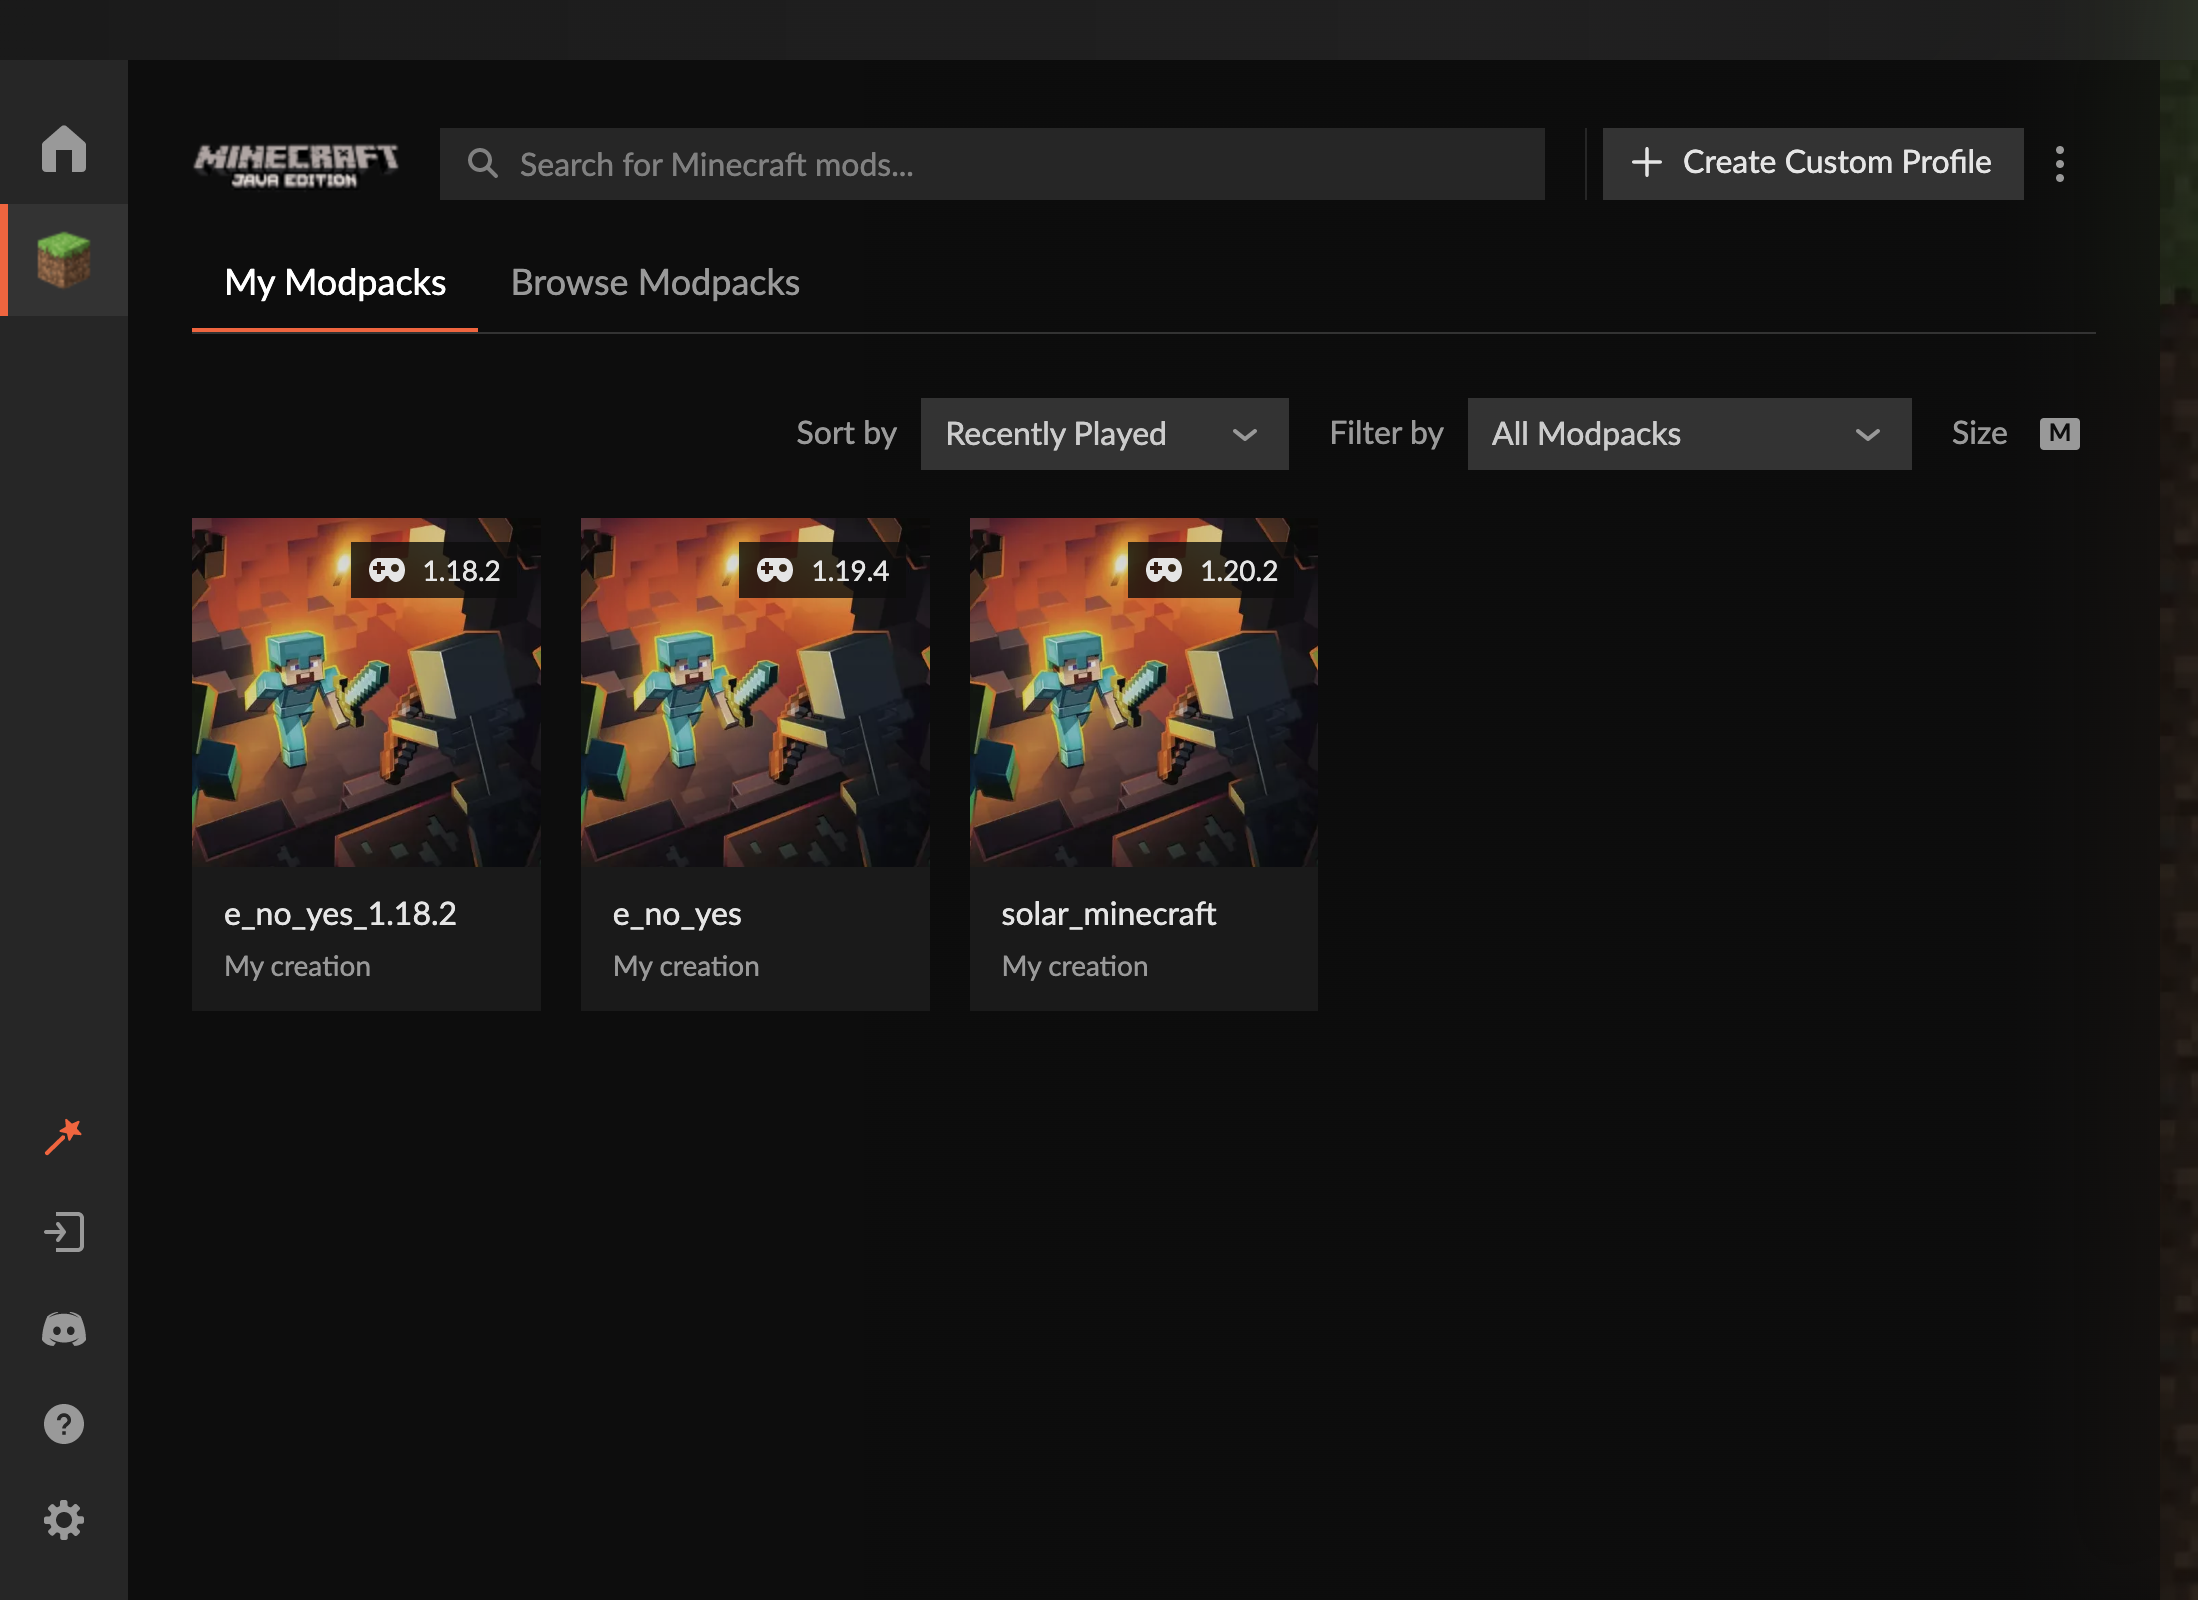 MINECRAFT
JAVA EDITION
Search for Minecraft mods...
Create Custom Profile
My Modpacks
Browse Modpacks
Sort by
Recently Played
Filter by
All Modpacks
Size
M
1.18.2
1.19.4
1.20.2
e_no_yes_1.18.2
My creation
e_no_yes
My creation
solar_minecraft
My creation
?